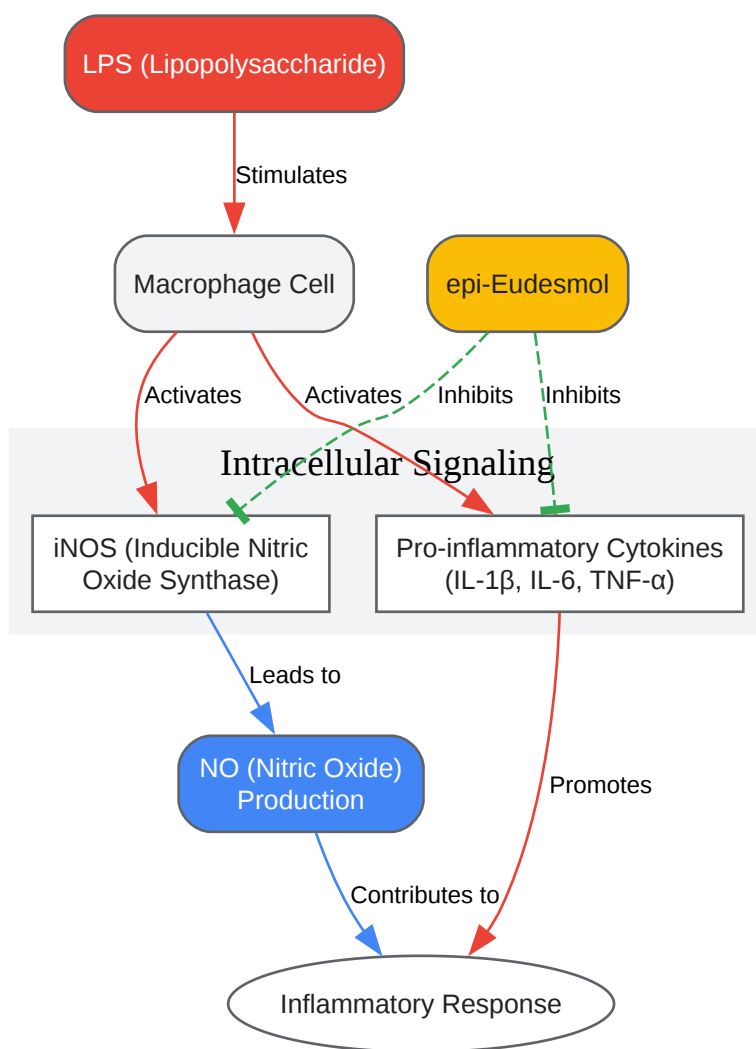 LPS (Lipopolysaccharide)
Stimulates
Macrophage Cell
epi-Eudesmol
Activates
Activates
Inhibits
Inhibits
Intracellular Signaling
iNOS (Inducible Nitric
Oxide Synthase)
Pro-inflammatory Cytokines
(IL-1β, IL-6, TNF-α)
Leads to
NO (Nitric Oxide)
Production
Promotes
Contributes to
Inflammatory Response